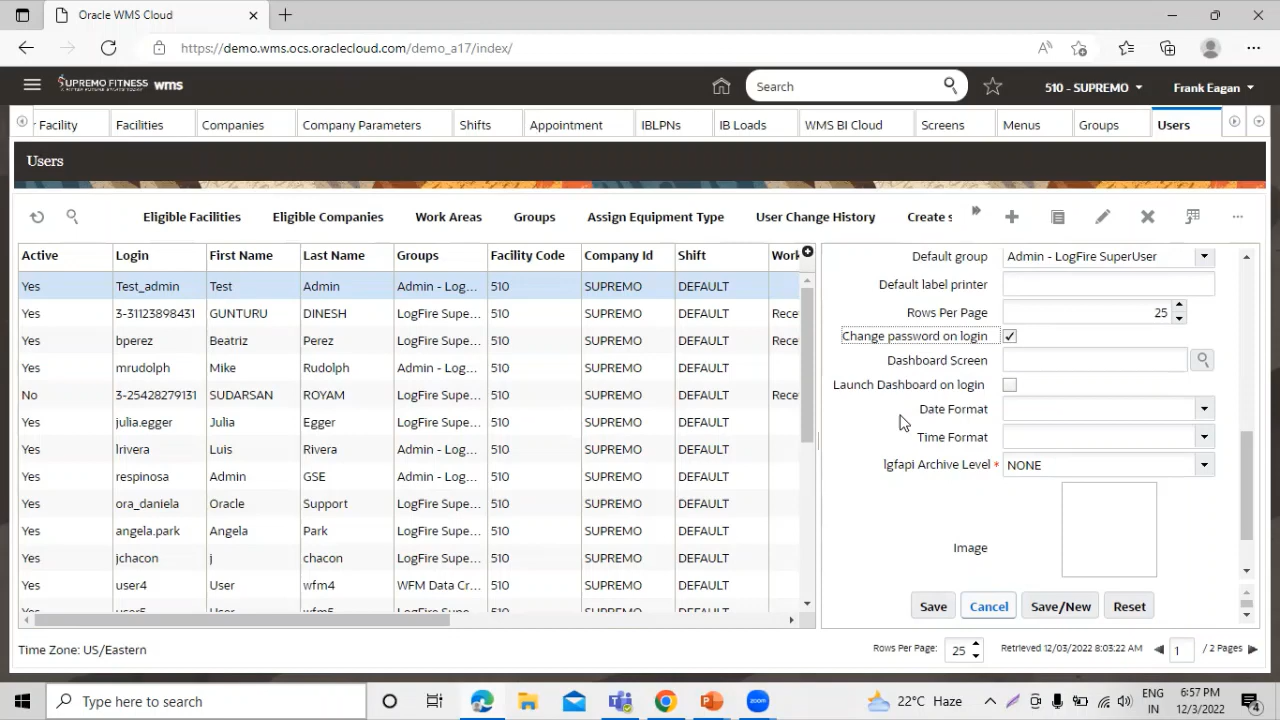 Oracle WMS Cloud
https://demo.wms.ocs.oraclecloud.com/demo_a17/index/
SUPREMO FITNESS wms
Search
510 - SUPREMO
Frank Eagan
Facility
Facilities
Companies
Company Parameters
Shifts
Appointment
IBLPNs
IB Loads
WMS BI Cloud
Screens
Menus
Groups
Users
Users
Eligible Facilities
Eligible Companies
Work Areas
Groups
Assign Equipment Type
User Change History
Create s
Active Login First Name Last Name Groups Facility Code Company Id Shift Work
Yes Test_admin Test Admin Admin - Log... 510 SUPREMO DEFAULT
Yes 3-31123898431 GUNTURU DINESH LogFire Supe... 510 SUPREMO DEFAULT Rece
Yes bperez Beatriz Perez LogFire Supe... 510 SUPREMO DEFAULT Rece
Yes mrudolph Mike Rudolph Admin - Log... 510 SUPREMO DEFAULT
No 3-25428279131 SUDARSAN ROYAM LogFire Supe... 510 SUPREMO DEFAULT Rece
Yes julia.egger Julia Egger LogFire Supe... 510 SUPREMO DEFAULT
Yes lrivera Luis Rivera Admin - Log... 510 SUPREMO DEFAULT
Yes respinosa Admin GSE Admin - Log... 510 SUPREMO DEFAULT
Yes ora_daniela Oracle Support LogFire Supe... 510 SUPREMO DEFAULT
Yes angela.park Angela Park LogFire Supe... 510 SUPREMO DEFAULT
Yes jchacon j chacon LogFire Supe... 510 SUPREMO DEFAULT
Yes user4 User wfm4 WFM Data Cr... 510 SUPREMO DEFAULT
Yes user5 User wfm5 510 SUPREMO DEFAULT
Default group Admin - LogFire SuperUser
Default label printer
Rows Per Page 25
Change password on login
Dashboard Screen
Launch Dashboard on login
Date Format
Time Format
lgfapi Archive Level * NONE
Image
Save
Cancel
Save/New
Reset
Time Zone: US/Eastern
Rows Per Page: 25
Retrieved 12/03/2022 8:03:22 AM
1 / 2 Pages
Type here to search
22°C Haze
ENG
IN
6:57 PM
12/3/2022
4